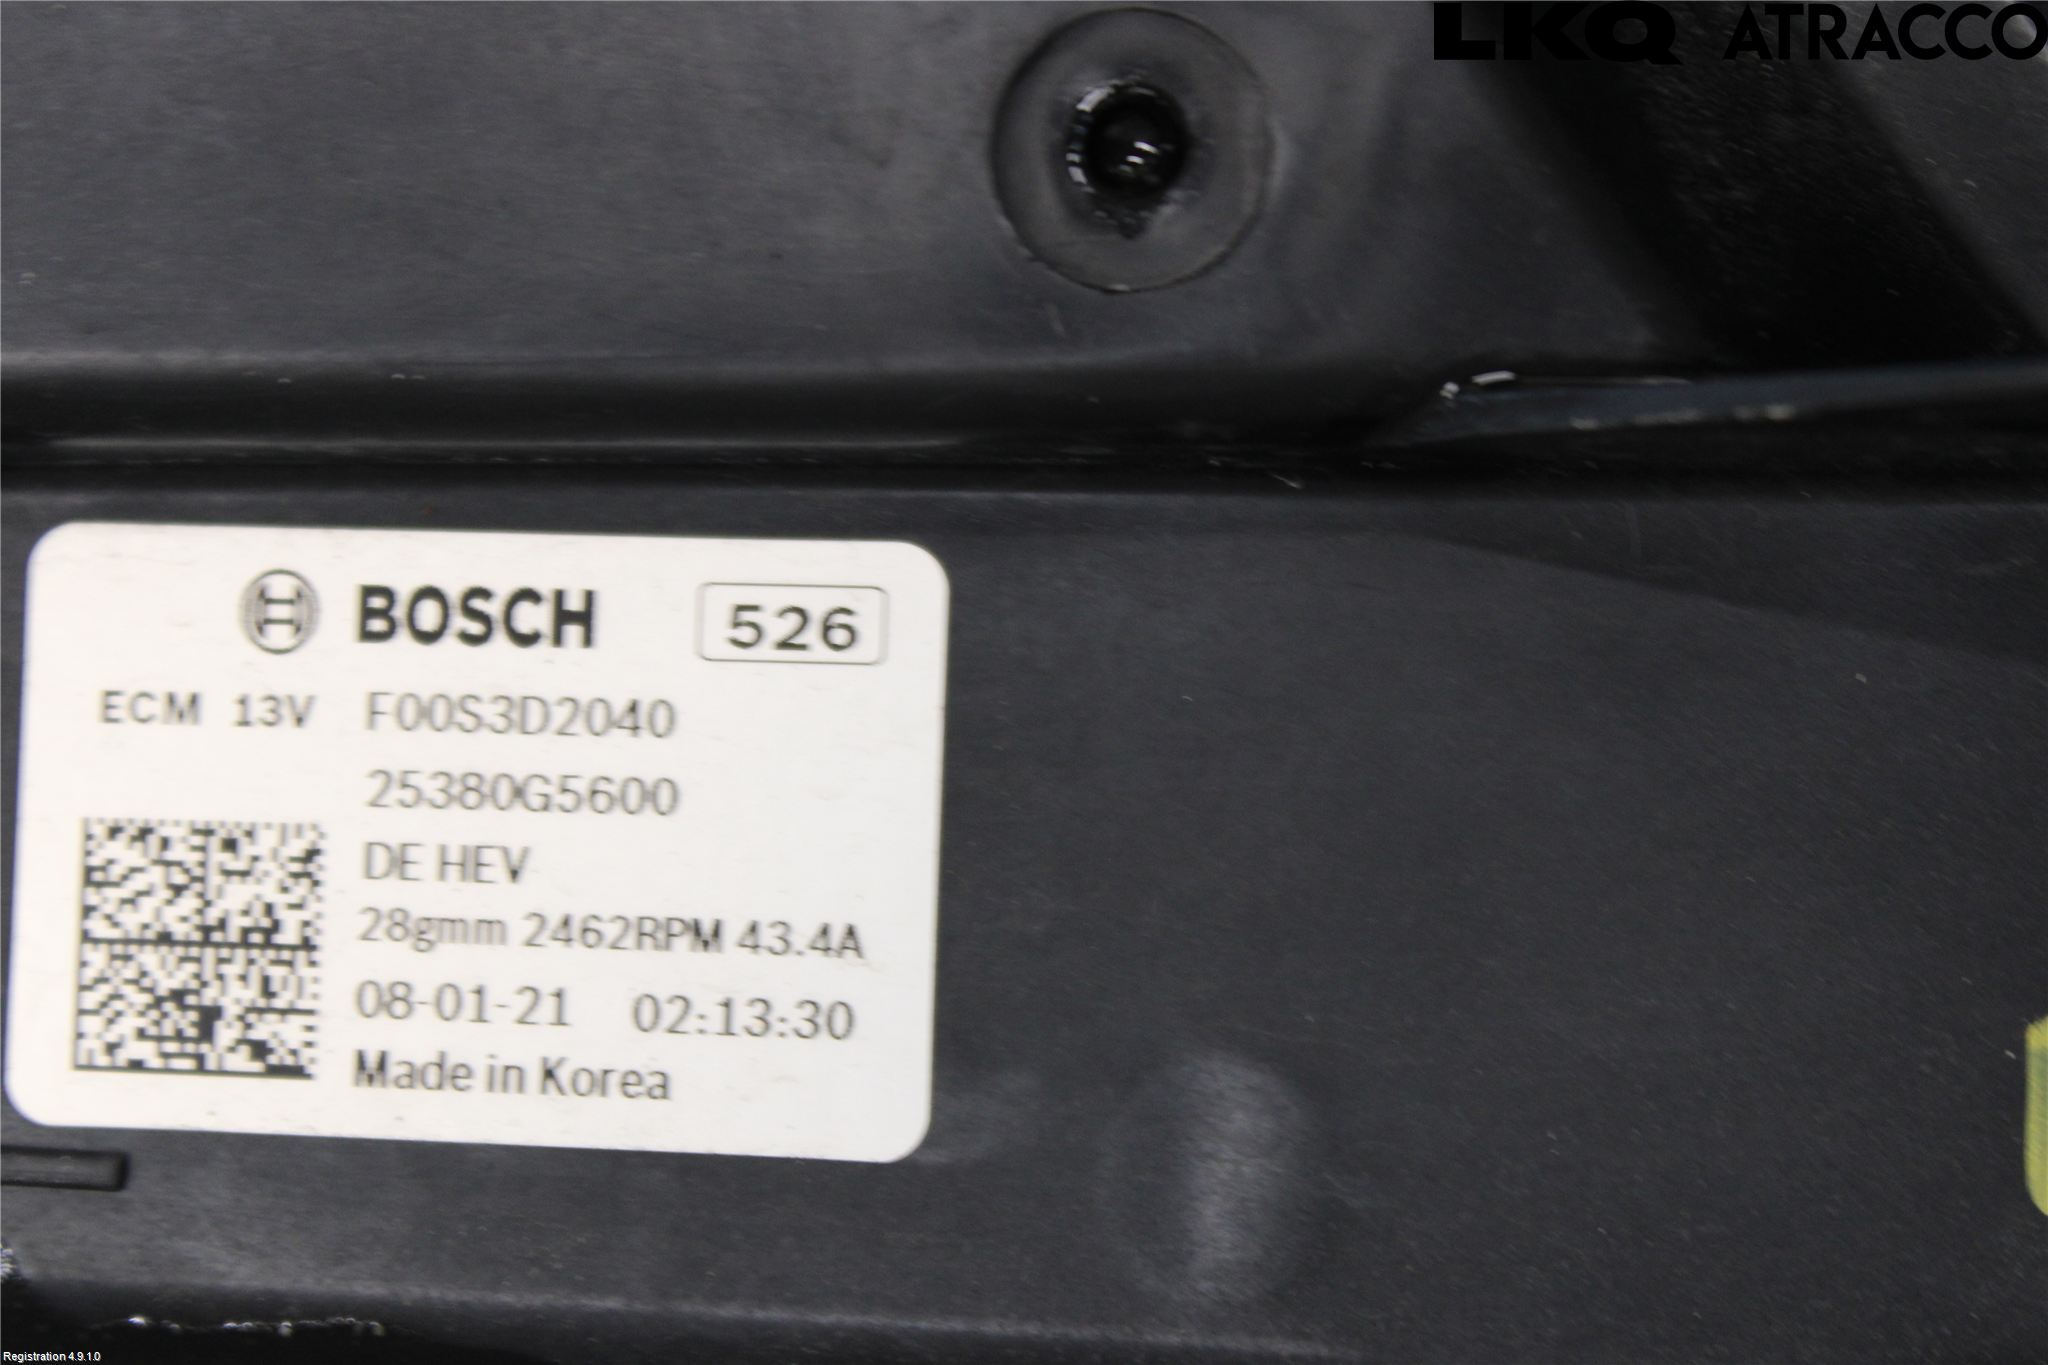 LKQ ATRACCO
BOSCH 526
ECM 13V F00S3D2040
25380G5600
DE HEV
28gmm 2462RPM 43.4A
08-01-21 02:13:30
Made in Korea
Registration 4.9.1.0